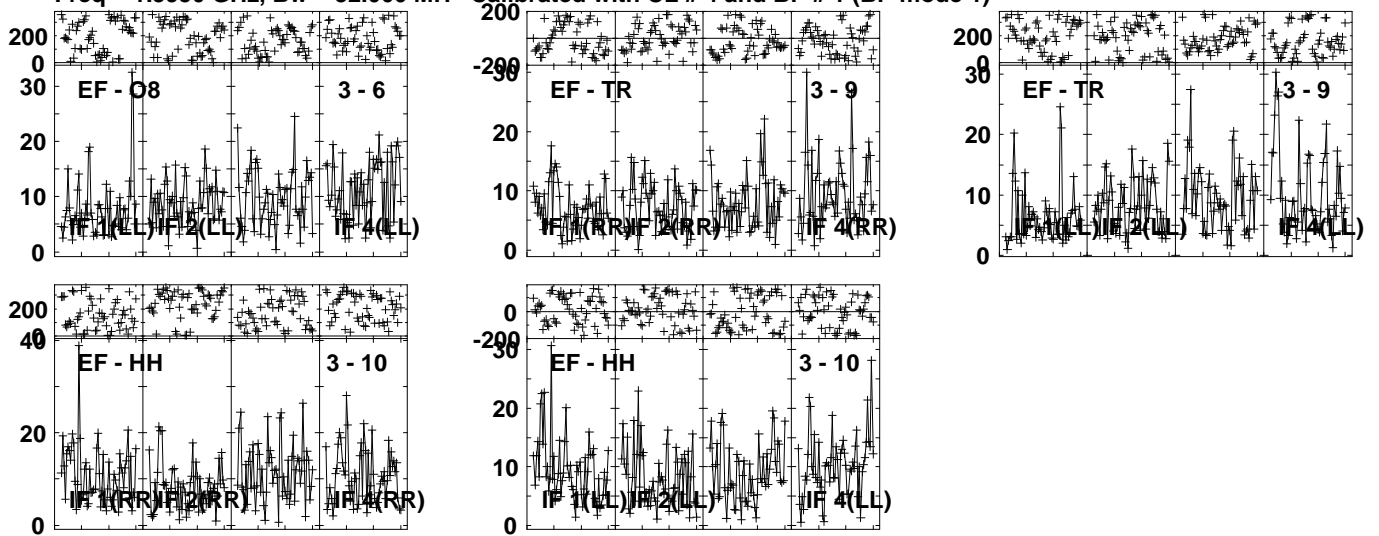 200
0
30
20
10
0
EF - O8
3 - 6
IF 1(LL) IF 2(LL)
IF 4(LL)
200
-200
30
20
10
0
EF - TR
3 - 9
IF 1(RR) IF 2(RR)
IF 4(RR)
200
0
30
20
10
0
EF - TR
3 - 9
IF 1(LL) IF 2(LL)
IF 4(LL)
200
0
40
20
0
EF - HH
3 - 10
IF 1(RR) IF 2(RR)
IF 4(RR)
0
-200
30
20
10
0
EF - HH
3 - 10
IF 1(LL) IF 2(LL)
IF 4(LL)